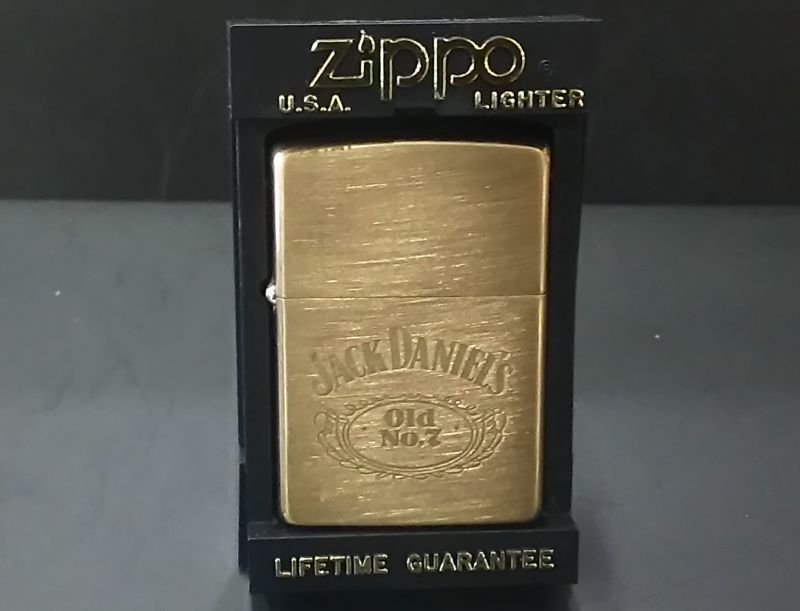 Zippo ®
U.S.A. LIGHTER
JACK DANIEL'S
Old
No.7
LIFETIME GUARANTEE